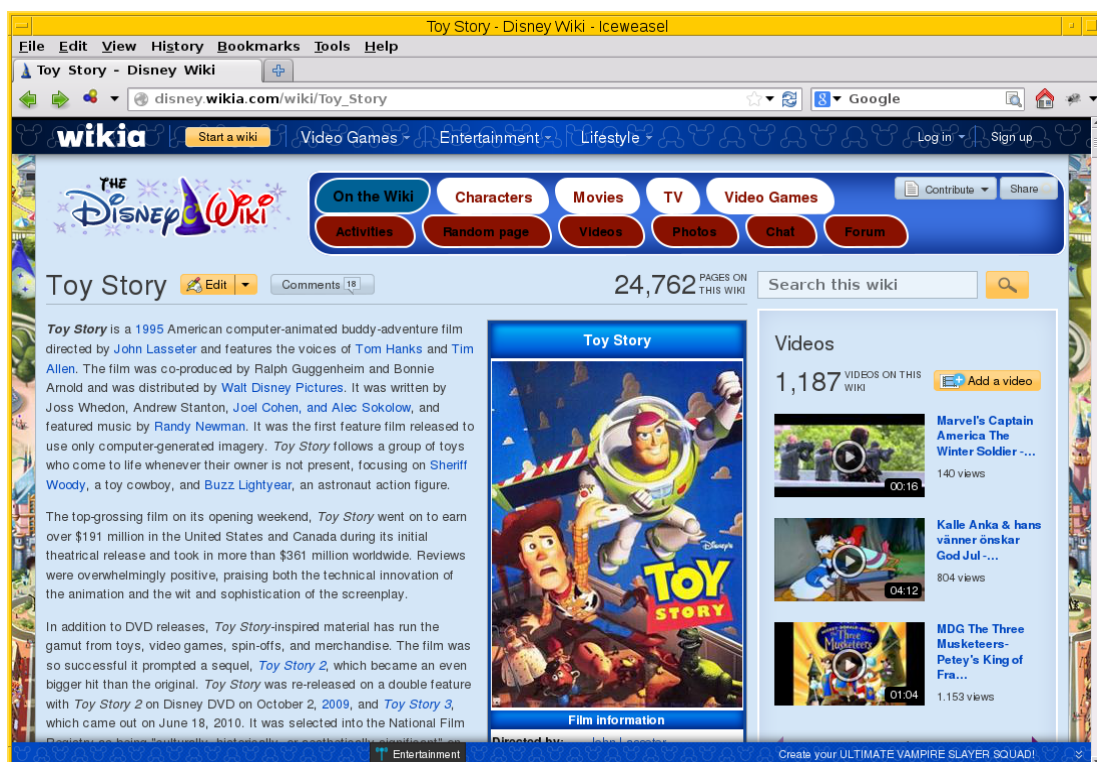 Toy Story - Disney Wiki - Iceweasel
File Edit View History Bookmarks Tools Help
Toy Story - Disney Wiki
disney.wikia.com/wiki/Toy_Story
Google
wikia
Start a wiki
Video Games
Entertainment
Lifestyle
Log in
Sign up
THE
DISNEY WIKI
On the Wiki
Characters
Movies
TV
Video Games
Contribute
Share
Activities
Random page
Videos
Photos
Chat
Forum
Toy Story
Edit
Comments 18
24,762 PAGES ON
THIS WIKI
Search this wiki
Toy Story is a 1995 American computer-animated buddy-adventure film
directed by John Lasseter and features the voices of Tom Hanks and Tim
Allen. The film was co-produced by Ralph Guggenheim and Bonnie
Arnold and was distributed by Walt Disney Pictures. It was written by
Joss Whedon, Andrew Stanton, Joel Cohen, and Alec Sokolow, and
featured music by Randy Newman. It was the first feature film released to
use only computer-generated imagery. Toy Story follows a group of toys
who come to life whenever their owner is not present, focusing on Sheriff
Woody, a toy cowboy, and Buzz Lightyear, an astronaut action figure.
The top-grossing film on its opening weekend, Toy Story went on to earn
over $191 million in the United States and Canada during its initial
theatrical release and took in more than $361 million worldwide. Reviews
were overwhelmingly positive, praising both the technical innovation of
the animation and the wit and sophistication of the screenplay.
In addition to DVD releases, Toy Story-inspired material has run the
gamut from toys, video games, spin-offs, and merchandise. The film was
so successful it prompted a sequel, Toy Story 2, which became an even
bigger hit than the original. Toy Story was re-released on a double feature
with Toy Story 2 on Disney DVD on October 2, 2009, and Toy Story 3,
which came out on June 18, 2010. It was selected into the National Film
Registry as being "culturally, historically, or aesthetically significant" on
Toy Story
Disney's
TOY
STORY
Film information
Directed by: John Lasseter
Videos
1,187 VIDEOS ON THIS
WIKI
Add a video
00:16
Marvel's Captain
America The
Winter Soldier -...
140 views
04:12
Kalle Anka & hans
vänner önskar
God Jul -...
804 views
The Three
Musketeers
01:04
MDG The Three
Musketeers-
Petey's King of
Fra...
1.153 views
Entertainment
Create your ULTIMATE VAMPIRE SLAYER SQUAD!